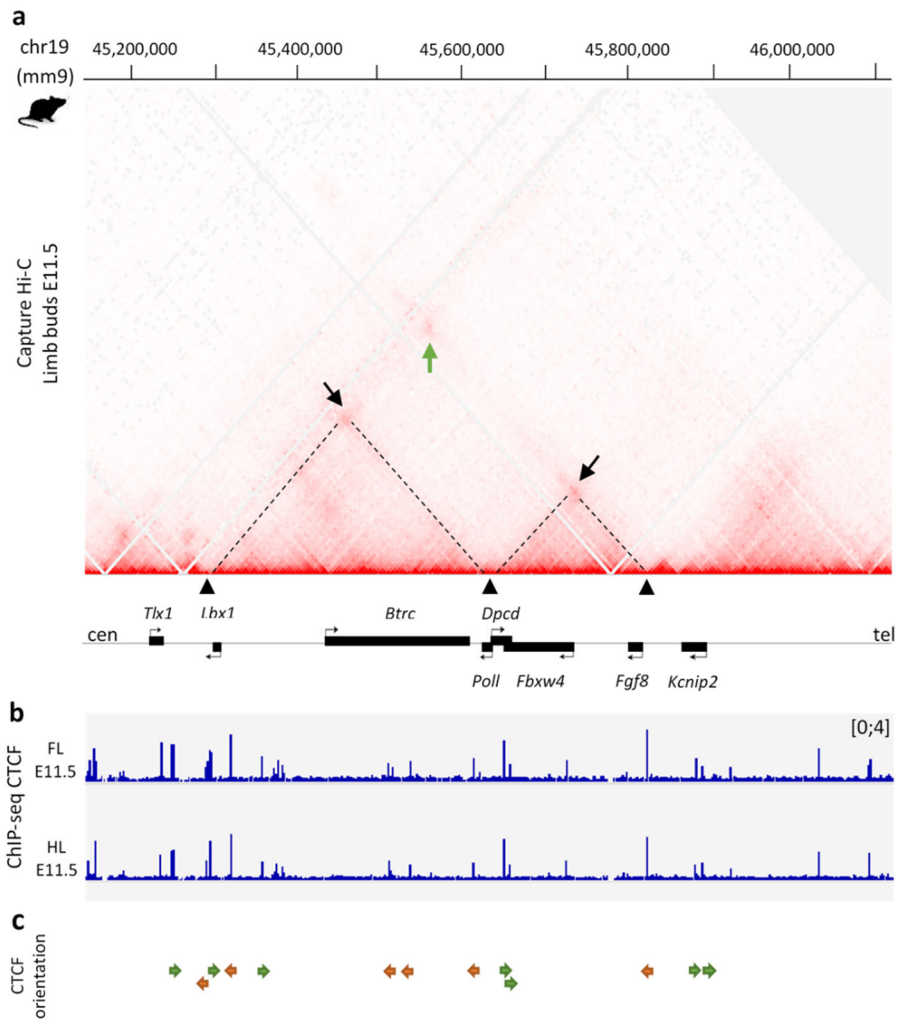 a
chr19
(mm9)
45,200,000 45,400,000 45,600,000 45,800,000 46,000,000
Capture Hi-C
Limb buds E11.5
Tlx1 Lbx1 Btrc Dpcd
cen tel
Poll Fbxw4 Fgf8 Kcnip2
b
ChIP-seq CTCF
FL
E11.5
[0;4]
HL
E11.5
c
CTCF
orientation